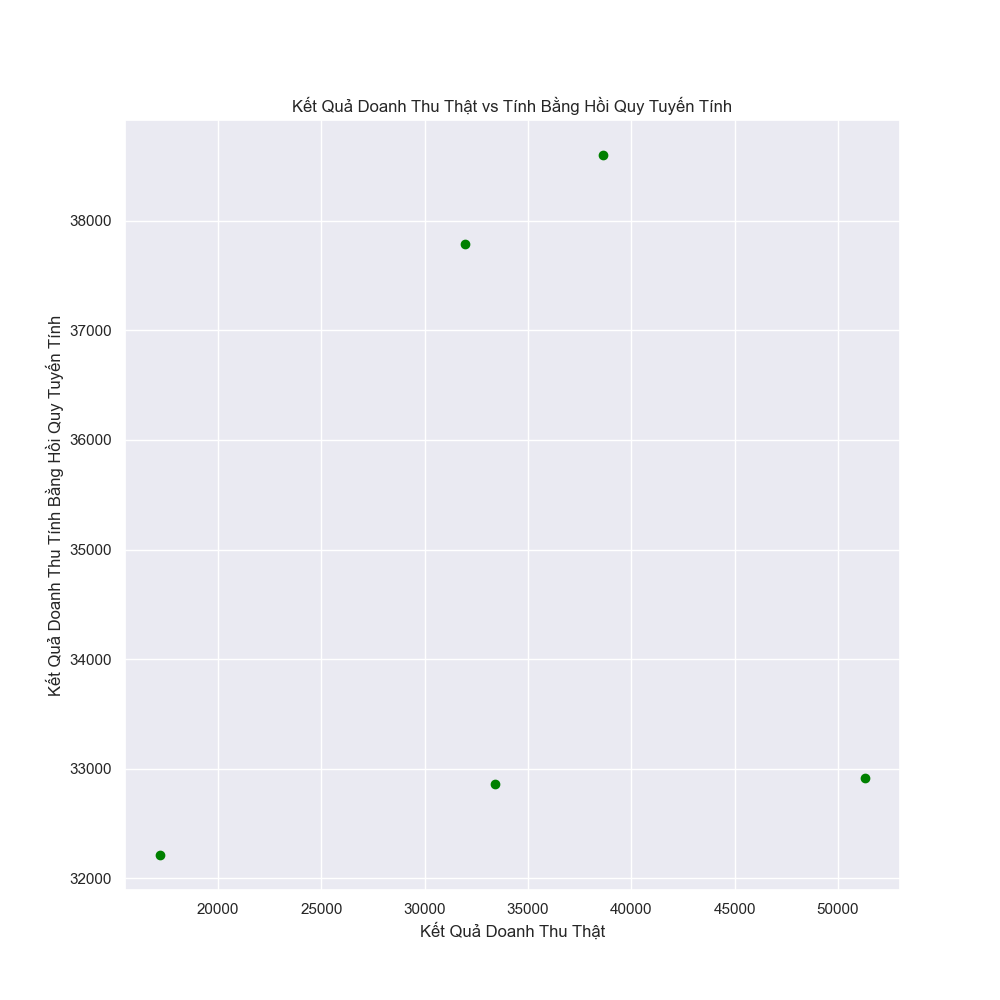 Kết Quả Doanh Thu Thật vs Tính Bằng Hồi Quy Tuyến Tính
Kết Quả Doanh Thu Tính Bằng Hồi Quy Tuyến Tính
38000
37000
36000
35000
34000
33000
32000
20000 25000 30000 35000 40000 45000 50000
Kết Quả Doanh Thu Thật